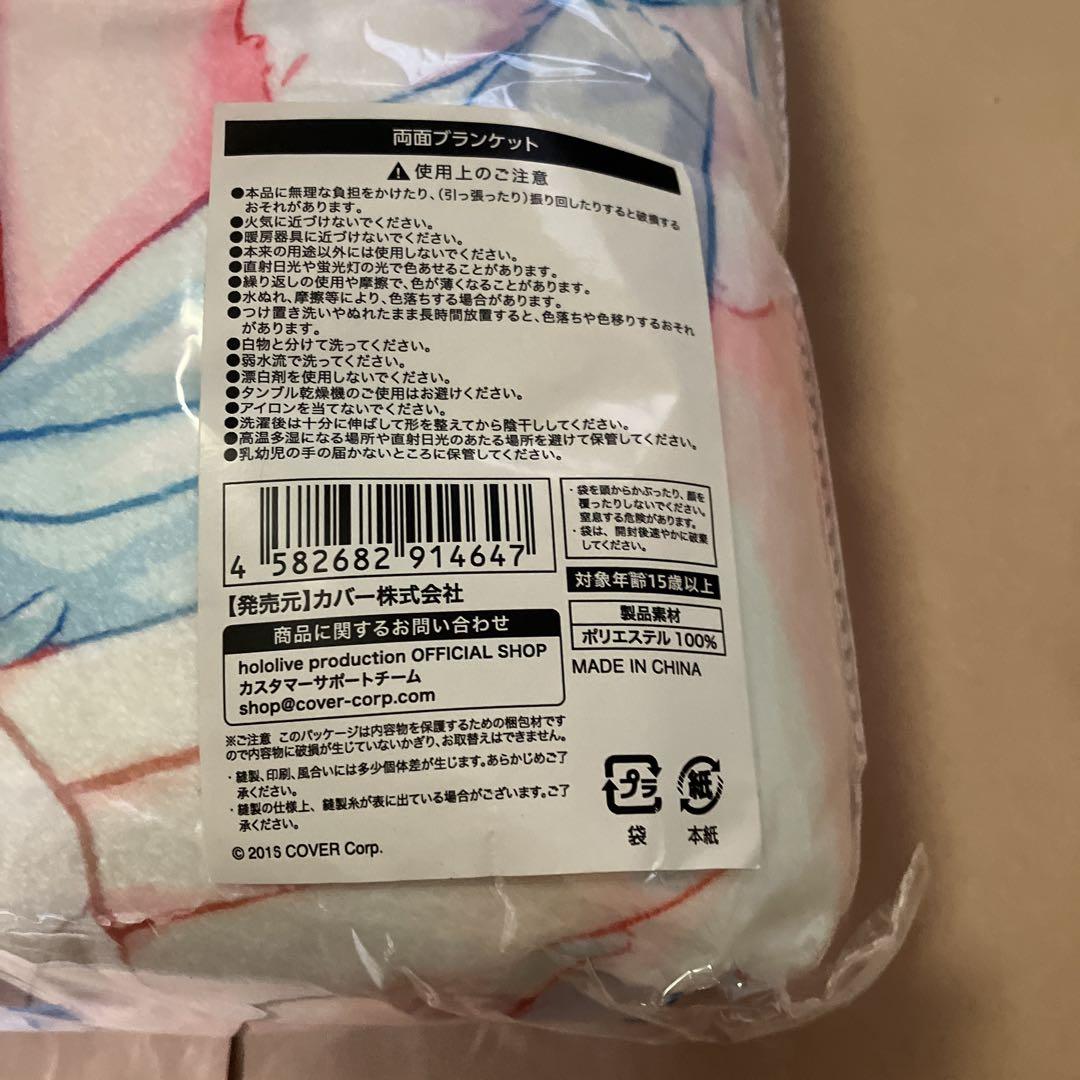 両面ブランケット
⚠使用上のご注意
●本品に無理な負担をかけたり、(引っ張ったり)振り回したりすると破損する
おそれがあります。
●火気に近づけないでください。
●暖房器具に近づけないでください。
●本来の用途以外には使用しないでください。
●直射日光や蛍光灯の光で色あせることがあります。
●繰り返しの使用や摩擦で、色が薄くなることがあります。
●水ぬれ、摩擦等により、色落ちする場合があります。
●つけ置き洗いやぬれたまま長時間放置すると、色落ちや色移りするおそれ
があります。
●白物と分けて洗ってください。
●弱水流で洗ってください。
●漂白剤を使用しないでください。
●タンブル乾燥機のご使用はお避けください。
●アイロンを当てないでください。
●洗濯後は十分に伸ばして形を整えてから陰干ししてください。
●高温多湿になる場所や直射日光のあたる場所を避けて保管してください。
●乳幼児の手の届かないところに保管してください。
4 582682 914647
・袋を頭からかぶったり、顔を
覆ったりしないでください。
窒息する危険があります。
・袋は、開封後速やかに破棄
してください。
対象年齢15歳以上
【発売元】カバー株式会社
製品素材
ポリエステル 100%
MADE IN CHINA
商品に関するお問い合わせ
hololive production OFFICIAL SHOP
カスタマーサポートチーム
shop@cover-corp.com
※ご注意 このパッケージは内容物を保護するための梱包材です
ので内容物に破損が生じていないかぎり、お取替えはできません。
・縫製、印刷、風合いには多少個体差が生じます。あらかじめご了
承ください。
・縫製の仕様上、縫製糸が表に出ている場合がございます。ご了
承ください。
プラ
袋
紙
本紙
© 2016 COVER Corp.